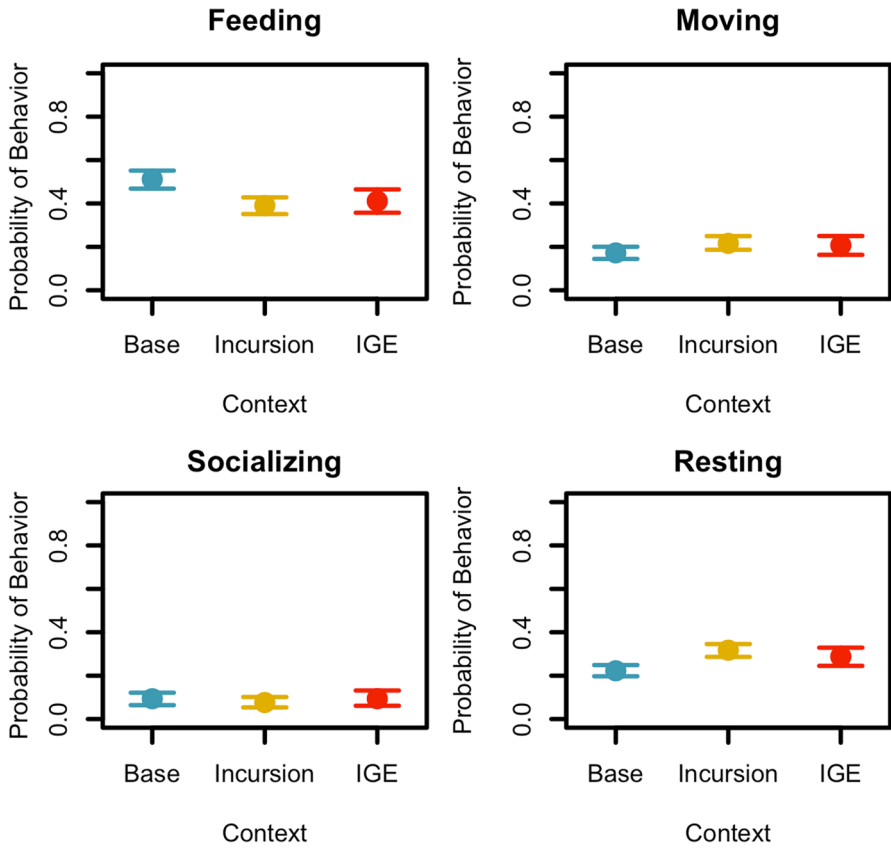 Feeding
Probability of Behavior
0.8
0.4
0.0
Base Incursion IGE
Context
Moving
Probability of Behavior
0.8
0.4
0.0
Base Incursion IGE
Context
Socializing
Probability of Behavior
0.8
0.4
0.0
Base Incursion IGE
Context
Resting
Probability of Behavior
0.8
0.4
0.0
Base Incursion IGE
Context